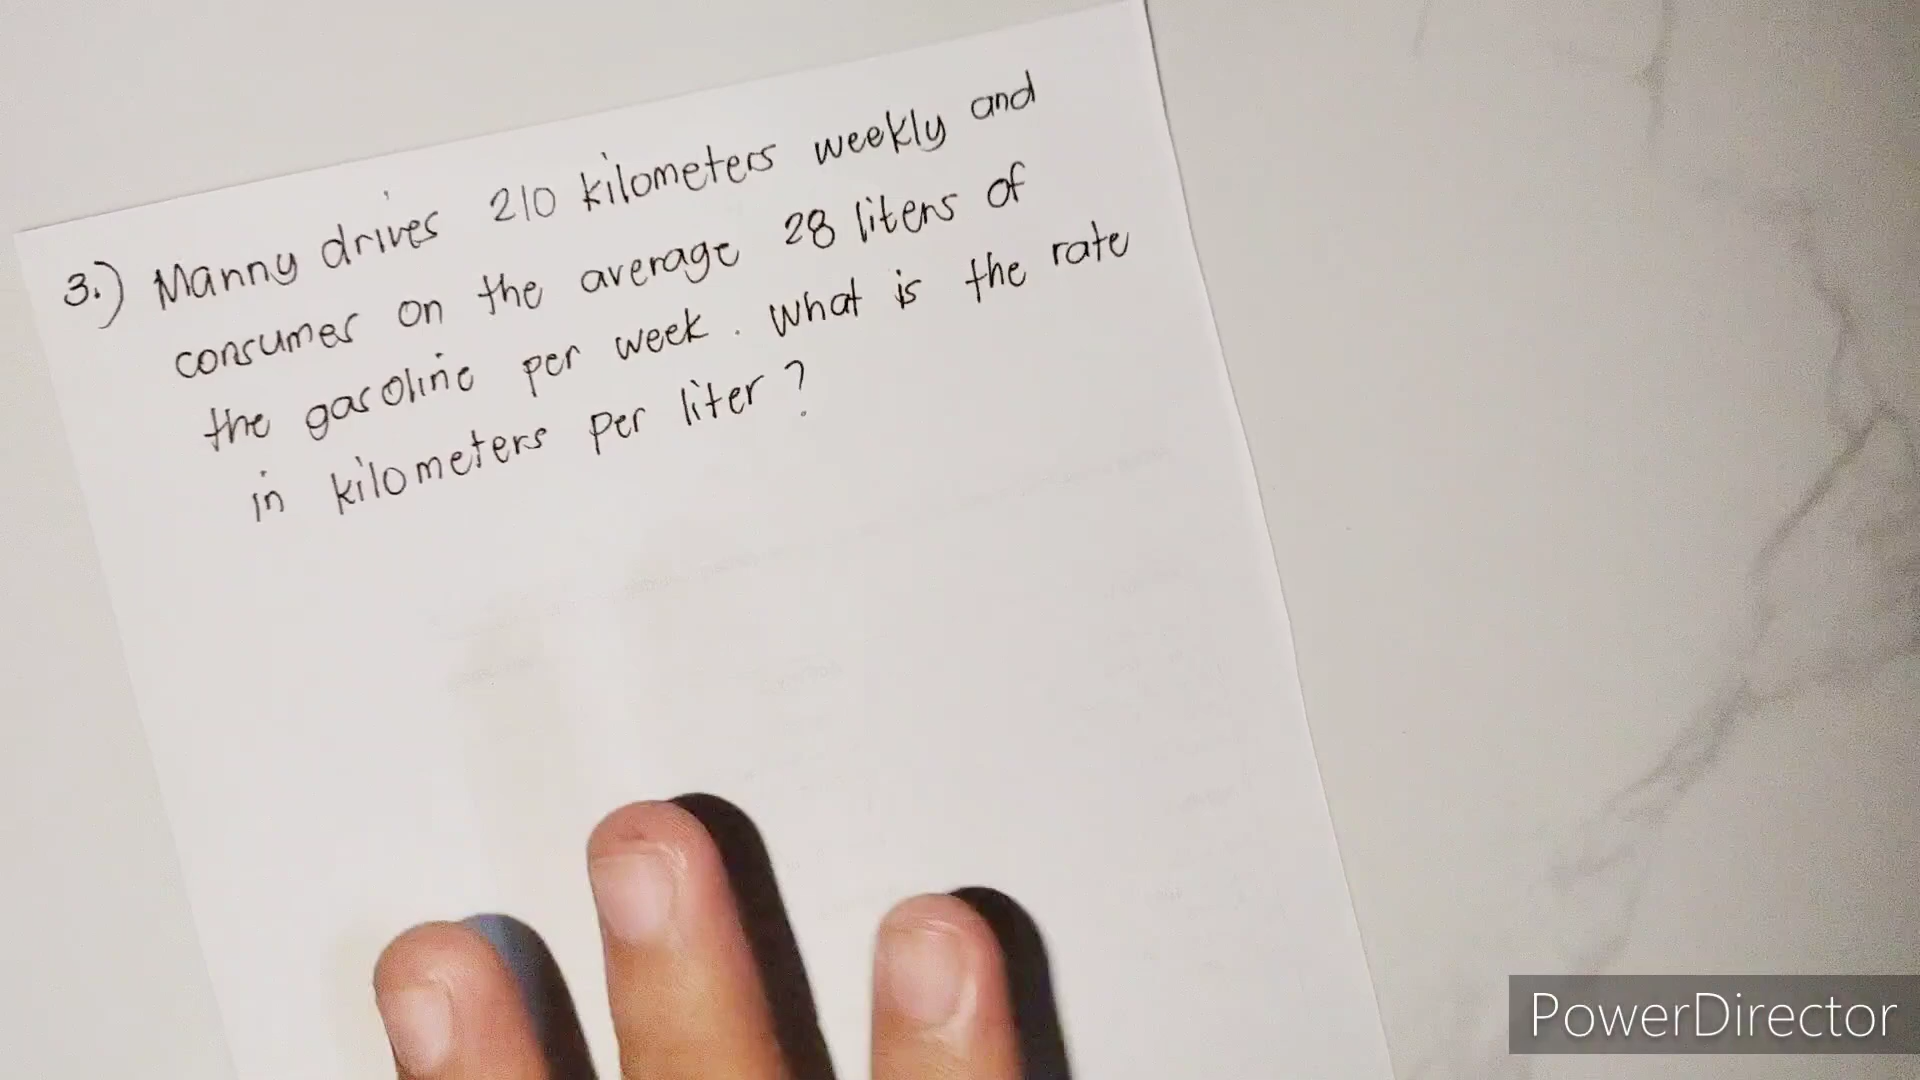 3.) Manny drives 210 kilometers weekly and
consumes on the average 28 liters of
the gasoline per week. What is the rate
in kilometers per liter?
PowerDirector